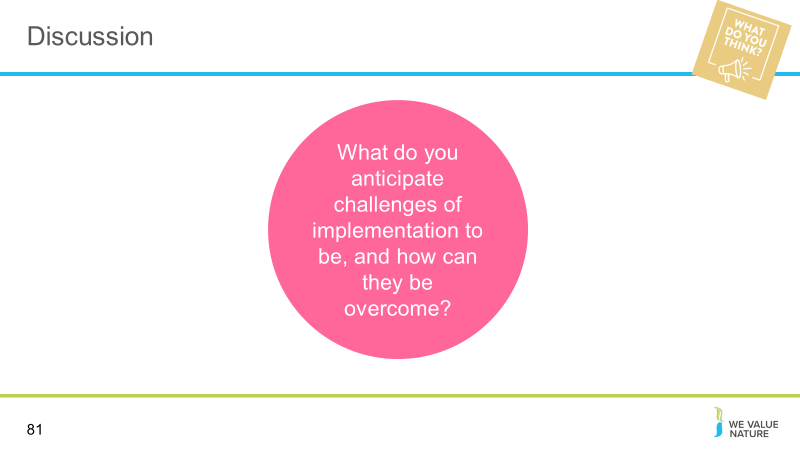 Discussion
WHAT
DO YOU
THINK?
What do you
anticipate
challenges of
implementation to
be, and how can
they be
overcome?
81
WE VALUE
NATURE